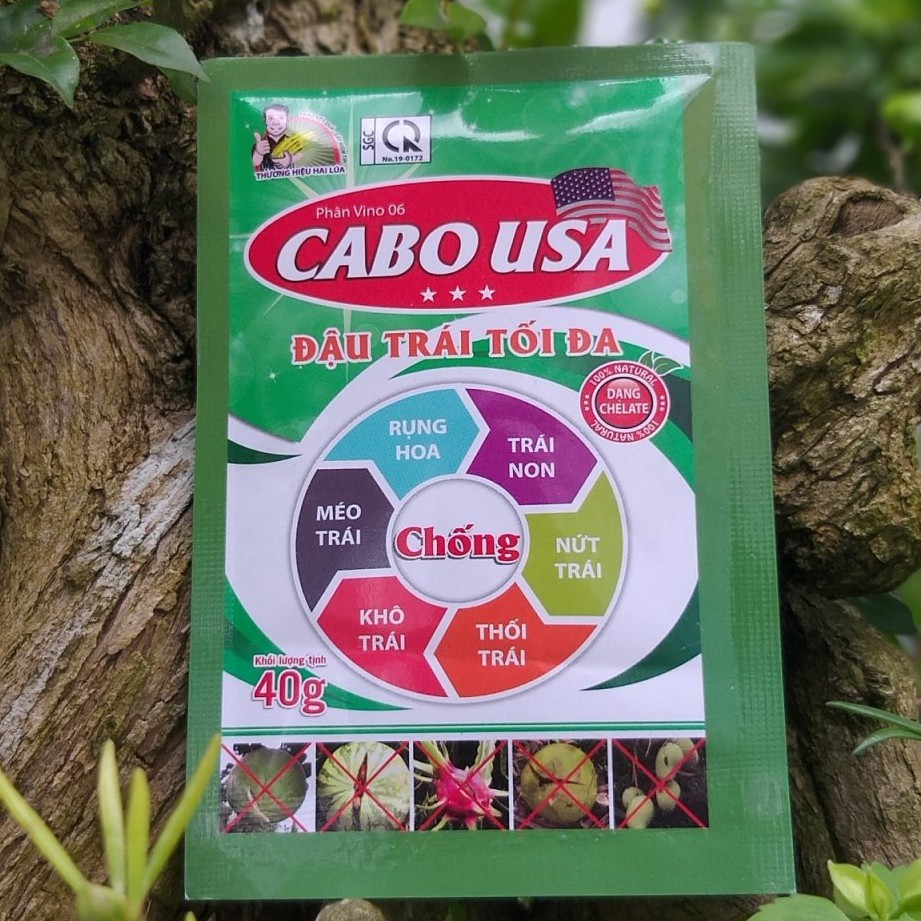 THƯƠNG HIỆU HAI LÚA
SGC
No.19-0172
Phân Vino 06
CABO USA
ĐẬU TRÁI TỐI ĐA
100% NATURAL
DẠNG
CHELATE
100% NATURAL
RỤNG
HOA
TRÁI
NON
MÉO
TRÁI
Chống
NỨT
TRÁI
KHÔ
TRÁI
THỐI
TRÁI
Khối lượng tịnh
40g